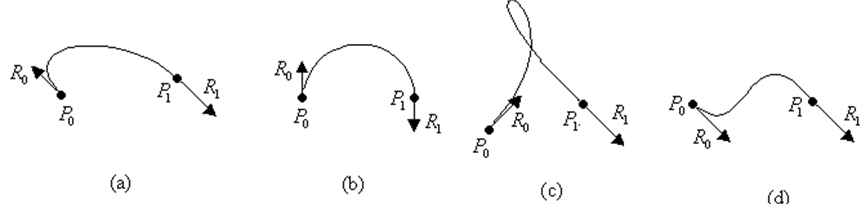 R₀ P₀ P₁ R₁
R₀ P₁ R₁ P₀
P₀ R₀ P₁. R₁
P₀ R₀ P₁ R₁
(a) (b) (c) (d)